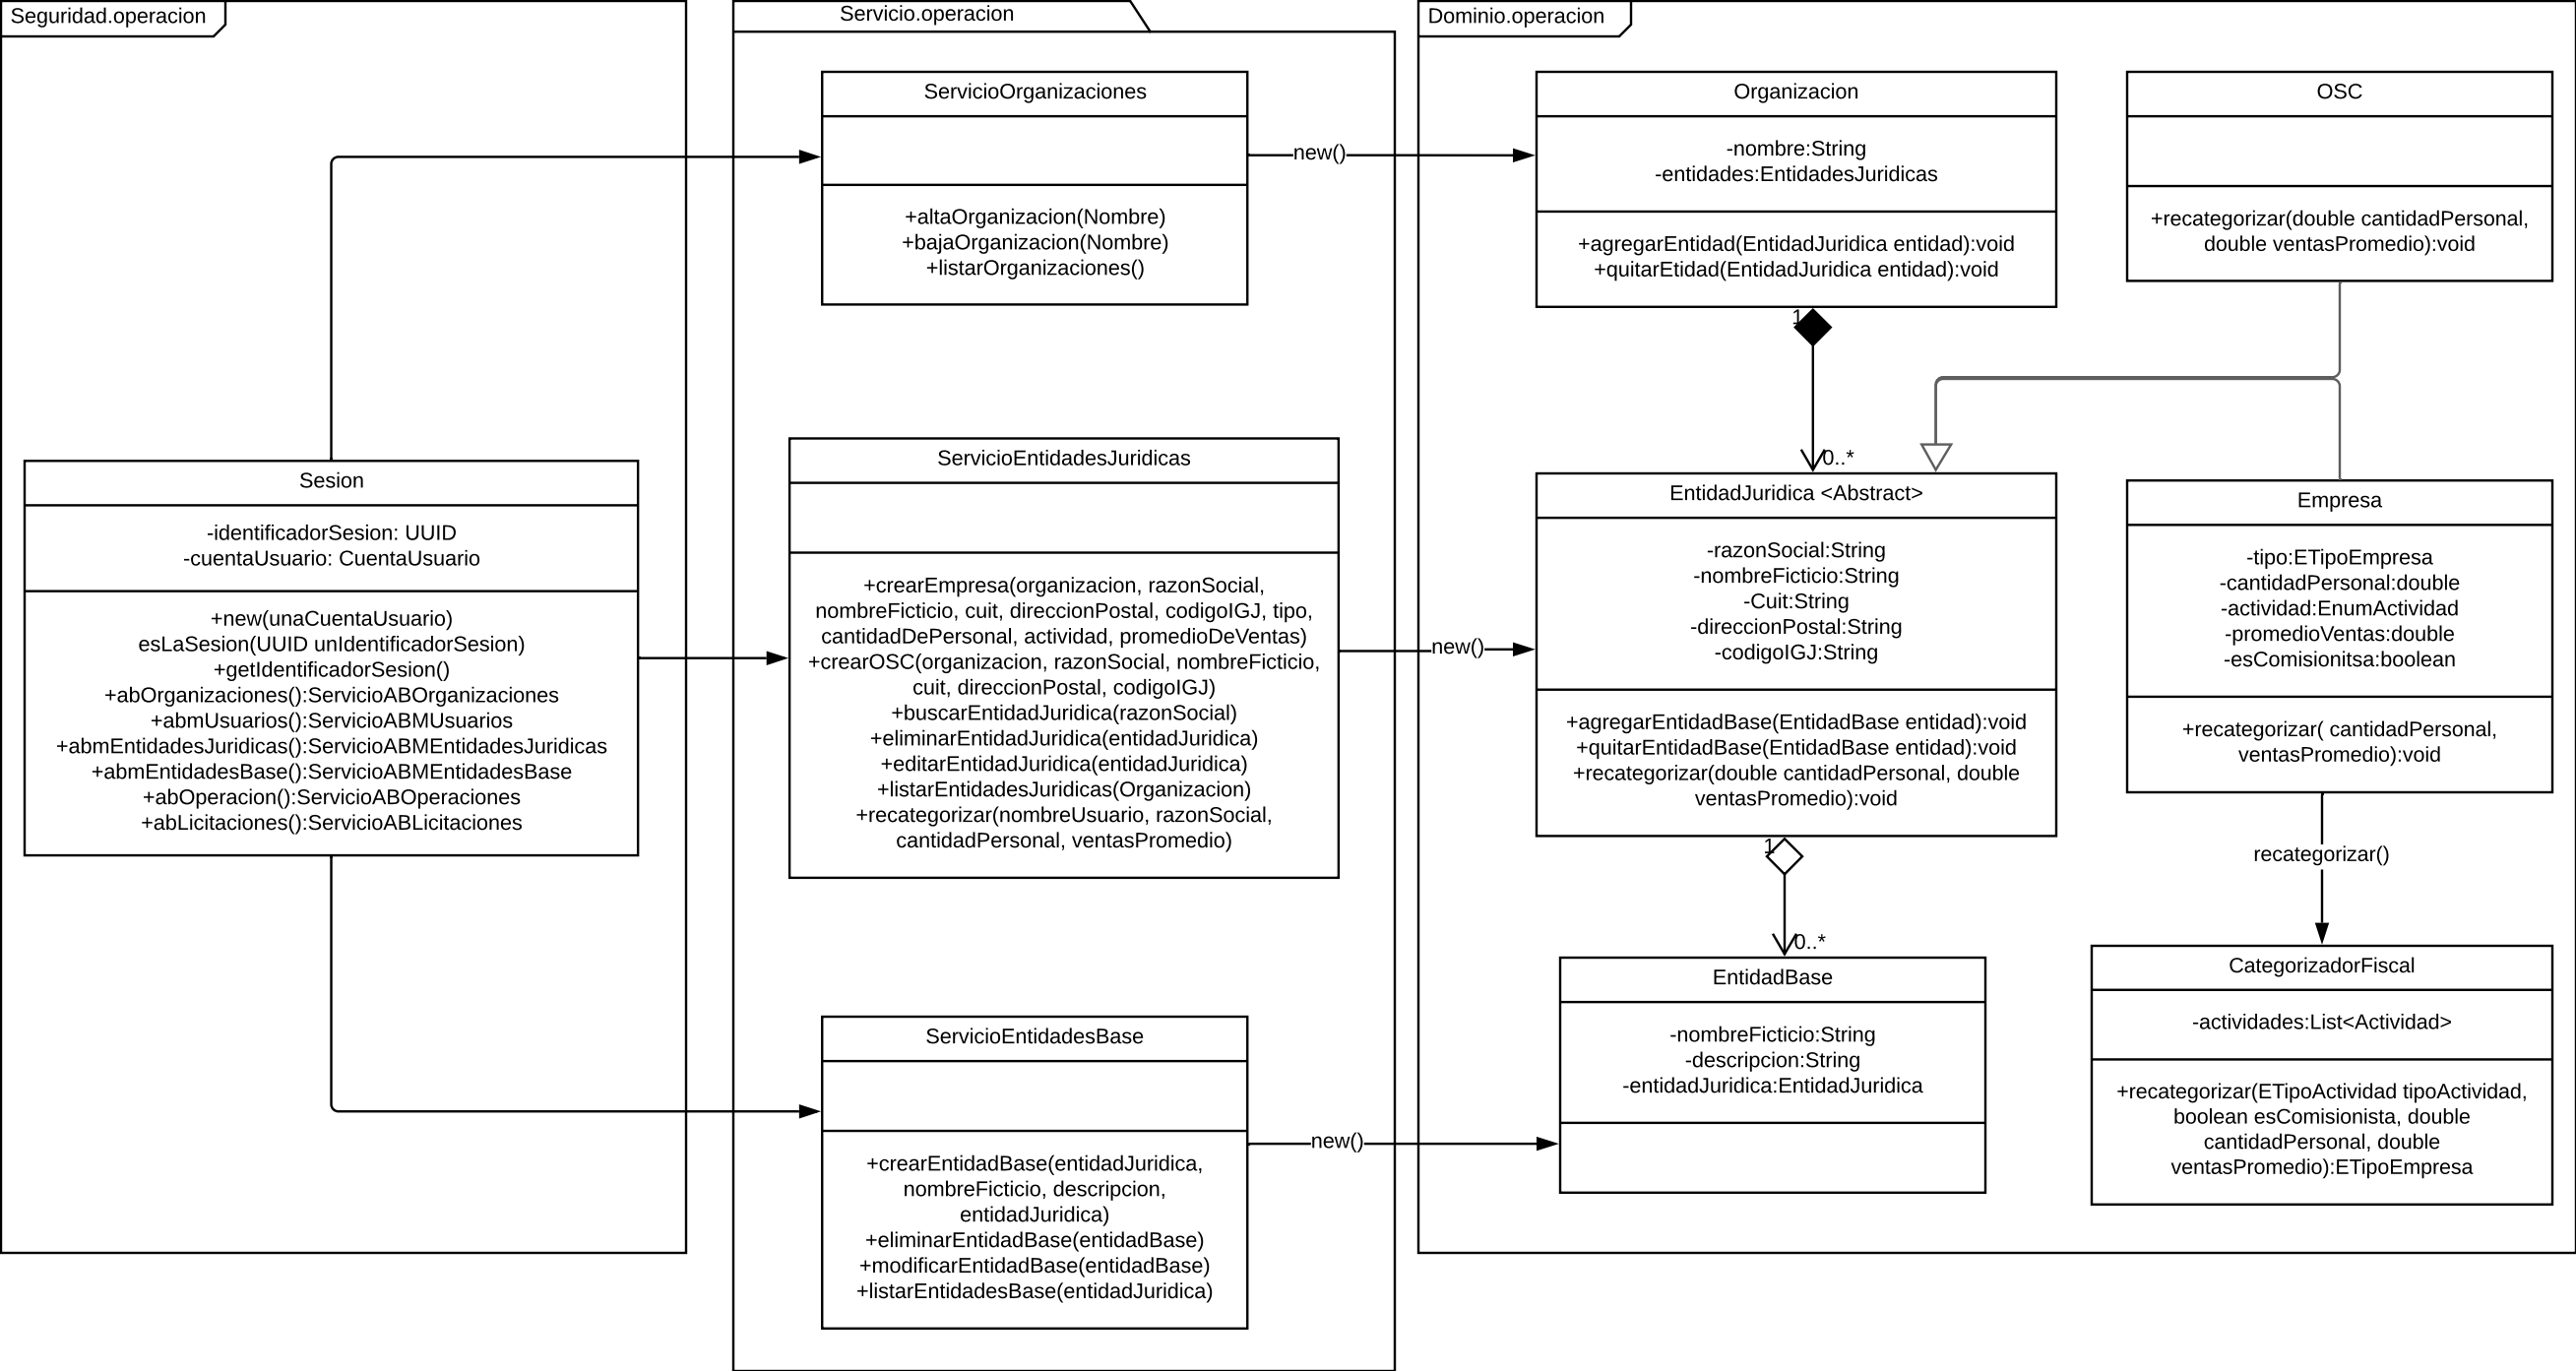 Seguridad.operacion
Sesion
-identificadorSesion: UUID
-cuentaUsuario: CuentaUsuario
+new(unaCuentaUsuario)
esLaSesion(UUID unIdentificadorSesion)
+getIdentificadorSesion()
+abOrganizaciones():ServicioABOrganizaciones
+abmUsuarios():ServicioABMUsuarios
+abmEntidadesJuridicas():ServicioABMEntidadesJuridicas
+abmEntidadesBase():ServicioABMEntidadesBase
+abOperacion():ServicioABOperaciones
+abLicitaciones():ServicioABLicitaciones
Servicio.operacion
ServicioOrganizaciones
+altaOrganizacion(Nombre)
+bajaOrganizacion(Nombre)
+listarOrganizaciones()
new()
ServicioEntidadesJuridicas
+crearEmpresa(organizacion, razonSocial,
nombreFicticio, cuit, direccionPostal, codigoIGJ, tipo,
cantidadDePersonal, actividad, promedioDeVentas)
+crearOSC(organizacion, razonSocial, nombreFicticio,
cuit, direccionPostal, codigoIGJ)
+buscarEntidadJuridica(razonSocial)
+eliminarEntidadJuridica(entidadJuridica)
+editarEntidadJuridica(entidadJuridica)
+listarEntidadesJuridicas(Organizacion)
+recategorizar(nombreUsuario, razonSocial,
cantidadPersonal, ventasPromedio)
new()
ServicioEntidadesBase
+crearEntidadBase(entidadJuridica,
nombreFicticio, descripcion,
entidadJuridica)
+eliminarEntidadBase(entidadBase)
+modificarEntidadBase(entidadBase)
+listarEntidadesBase(entidadJuridica)
new()
Dominio.operacion
Organizacion
-nombre:String
-entidades:EntidadesJuridicas
+agregarEntidad(EntidadJuridica entidad):void
+quitarEtidad(EntidadJuridica entidad):void
1
0..*
EntidadJuridica <Abstract>
-razonSocial:String
-nombreFicticio:String
-Cuit:String
-direccionPostal:String
-codigoIGJ:String
+agregarEntidadBase(EntidadBase entidad):void
+quitarEntidadBase(EntidadBase entidad):void
+recategorizar(double cantidadPersonal, double
ventasPromedio):void
1
0..*
EntidadBase
-nombreFicticio:String
-descripcion:String
-entidadJuridica:EntidadJuridica
OSC
+recategorizar(double cantidadPersonal,
double ventasPromedio):void
Empresa
-tipo:ETipoEmpresa
-cantidadPersonal:double
-actividad:EnumActividad
-promedioVentas:double
-esComisionitsa:boolean
+recategorizar( cantidadPersonal,
ventasPromedio):void
recategorizar()
CategorizadorFiscal
-actividades:List<Actividad>
+recategorizar(ETipoActividad tipoActividad,
boolean esComisionista, double
cantidadPersonal, double
ventasPromedio):ETipoEmpresa